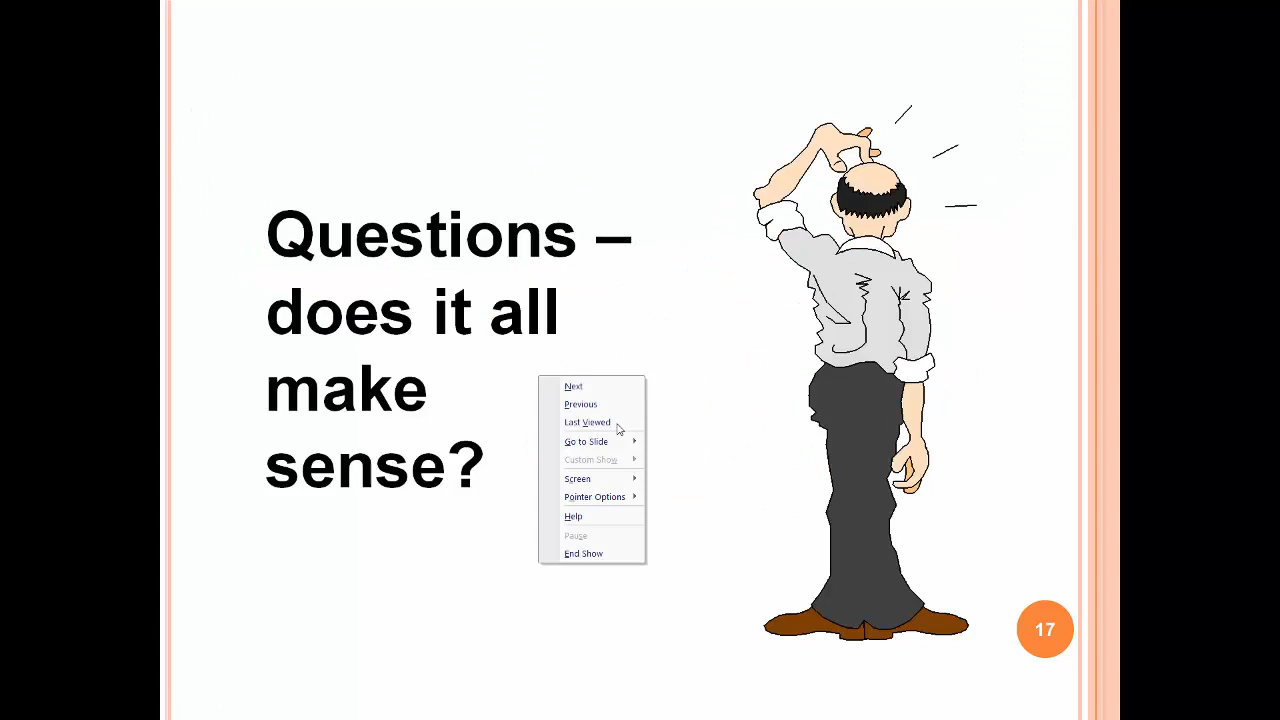 Questions –
does it all
make
sense?
Next
Previous
Last Viewed
Go to Slide
Custom Show
Screen
Pointer Options
Help
Pause
End Show
17